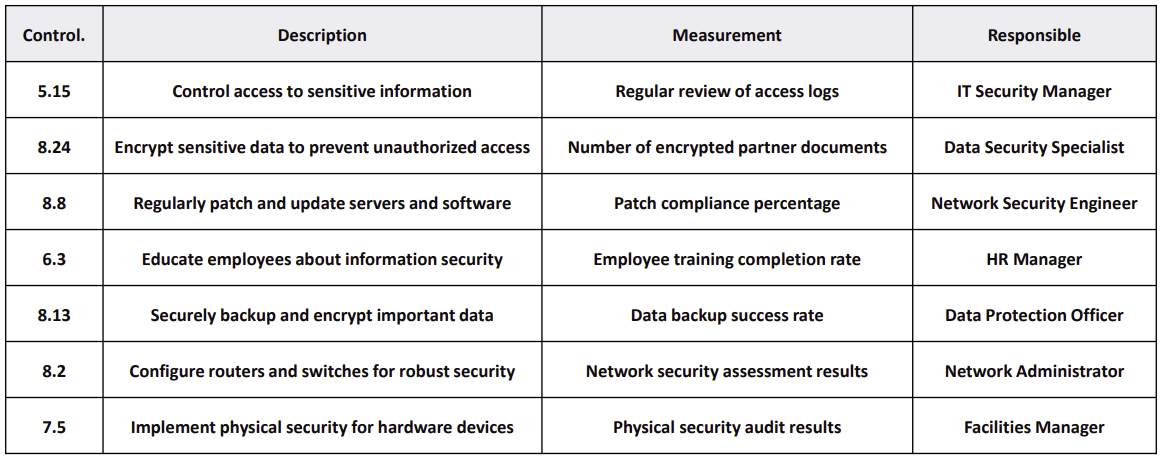 Control. Description Measurement Responsible
5.15 Control access to sensitive information Regular review of access logs IT Security Manager
8.24 Encrypt sensitive data to prevent unauthorized access Number of encrypted partner documents Data Security Specialist
8.8 Regularly patch and update servers and software Patch compliance percentage Network Security Engineer
6.3 Educate employees about information security Employee training completion rate HR Manager
8.13 Securely backup and encrypt important data Data backup success rate Data Protection Officer
8.2 Configure routers and switches for robust security Network security assessment results Network Administrator
7.5 Implement physical security for hardware devices Physical security audit results Facilities Manager